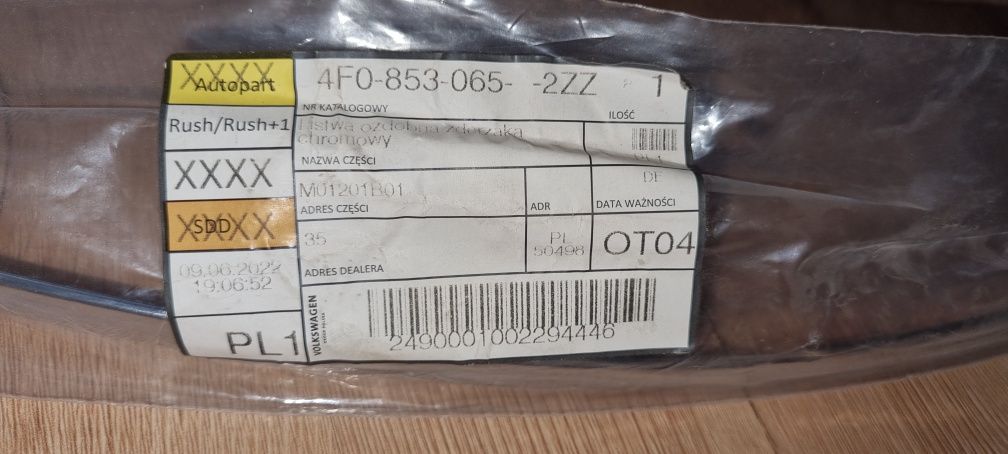 XXXX
Autopart
Rush/Rush+1
XXXX
XXXX
SDD
09.06.2022
19:06:52
PL1
4F0-853-065- -2ZZ
1
NR KATALOGOWY
ILOŚĆ
Listwa ozdobna zderzaka
chromowy
NAZWA CZĘŚCI
M01201B01
ADRES CZĘŚCI
ADR
DE
DATA WAŻNOŚCI
35
ADRES DEALERA
PL
50498
OT04
VOLKSWAGEN
2490001002294446